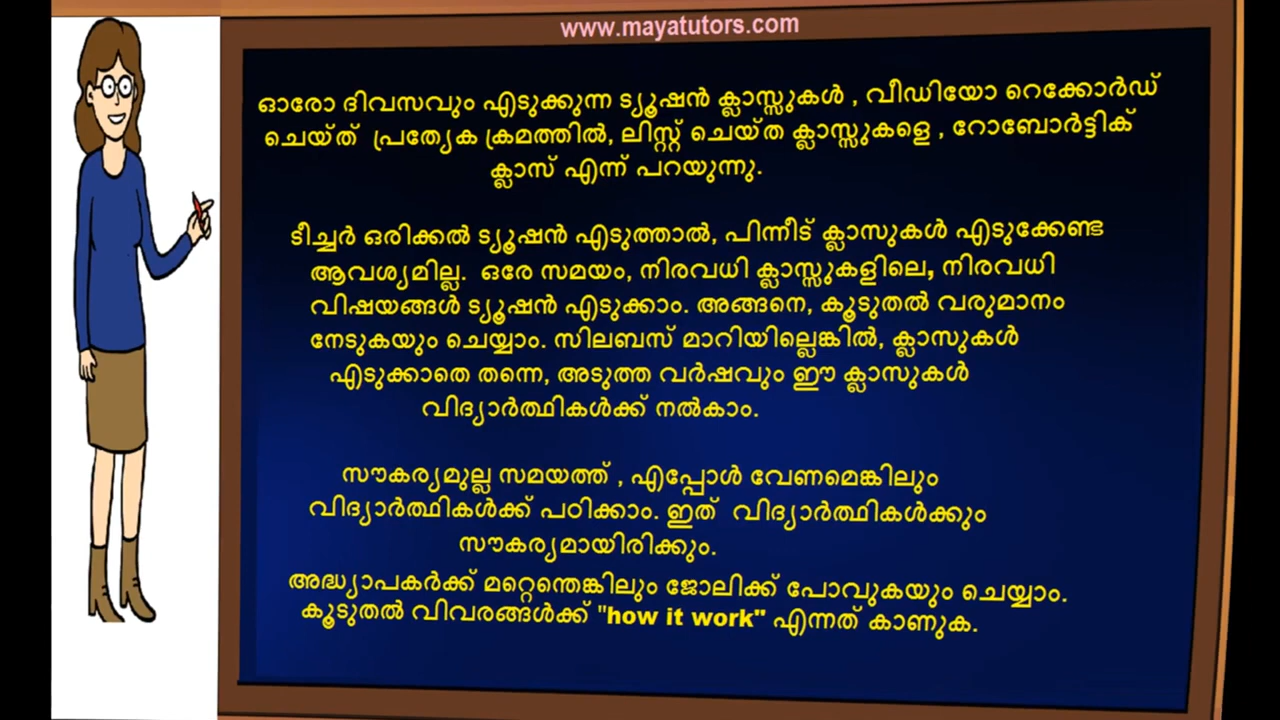 www.mayatutors.com
ഓരോ ദിവസവും എടുക്കുന്ന ട്യൂഷൻ ക്ലാസ്സുകൾ , വീഡിയോ റെക്കോർഡ്
ചെയ്ത് പ്രത്യേക ക്രമത്തിൽ, ലിസ്റ്റ് ചെയ്ത ക്ലാസ്സുകളെ , റോബോർട്ടിക്
ക്ലാസ് എന്ന് പറയുന്നു.
ടീച്ചർ ഒരിക്കൽ ട്യൂഷൻ എടുത്താൽ, പിന്നീട് ക്ലാസുകൾ എടുക്കേണ്ട
ആവശ്യമില്ല. ഒരേ സമയം, നിരവധി ക്ലാസ്സുകളിലെ, നിരവധി
വിഷയങ്ങൾ ട്യൂഷൻ എടുക്കാം. അങ്ങനെ, കൂടുതൽ വരുമാനം
നേടുകയും ചെയ്യാം. സിലബസ് മാറിയില്ലെങ്കിൽ, ക്ലാസുകൾ
എടുക്കാതെ തന്നെ, അടുത്ത വർഷവും ഈ ക്ലാസുകൾ
വിദ്യാർത്ഥികൾക്ക് നൽകാം.
സൗകര്യമുല്ല സമയത്ത് , എപ്പോൾ വേണമെങ്കിലും
വിദ്യാർത്ഥികൾക്ക് പഠിക്കാം. ഇത് വിദ്യാർത്ഥികൾക്കും
സൗകര്യമായിരിക്കും.
അദ്ധ്യാപകർക്ക് മറ്റെന്തെങ്കിലും ജോലിക്ക് പോവുകയും ചെയ്യാം.
കൂടുതൽ വിവരങ്ങൾക്ക് "how it work" എന്നത് കാണുക.